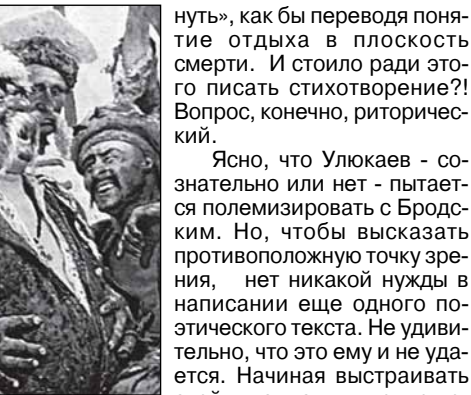 нуть», как бы переводя поня-
тие отдыха в плоскость
смерти. И стоило ради это-
го писать стихотворение?!
Вопрос, конечно, риторичес-
кий.
Ясно, что Улюкаев - со-
знательно или нет - пытает-
ся полемизировать с Бродс-
ким. Но, чтобы высказать
противоположную точку зре-
ния, нет никакой нужды в
написании еще одного по-
этического текста. Не удиви-
тельно, что это ему и не уда-
ется. Начиная выстраивать